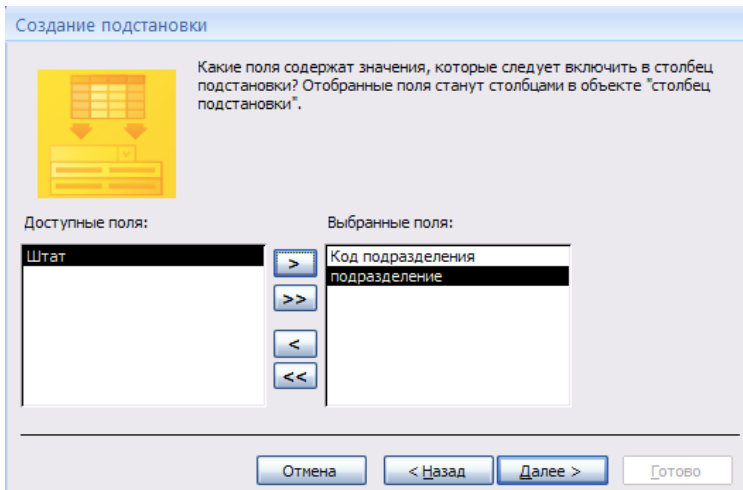 Создание подстановки
Какие поля содержат значения, которые следует включить в столбец
подстановки? Отобранные поля станут столбцами в объекте "столбец
подстановки".
Доступные поля:
Выбранные поля:
Штат
Код подразделения
подразделение
>
>>
<
<<
Отмена
< Назад
Далее >
Готово